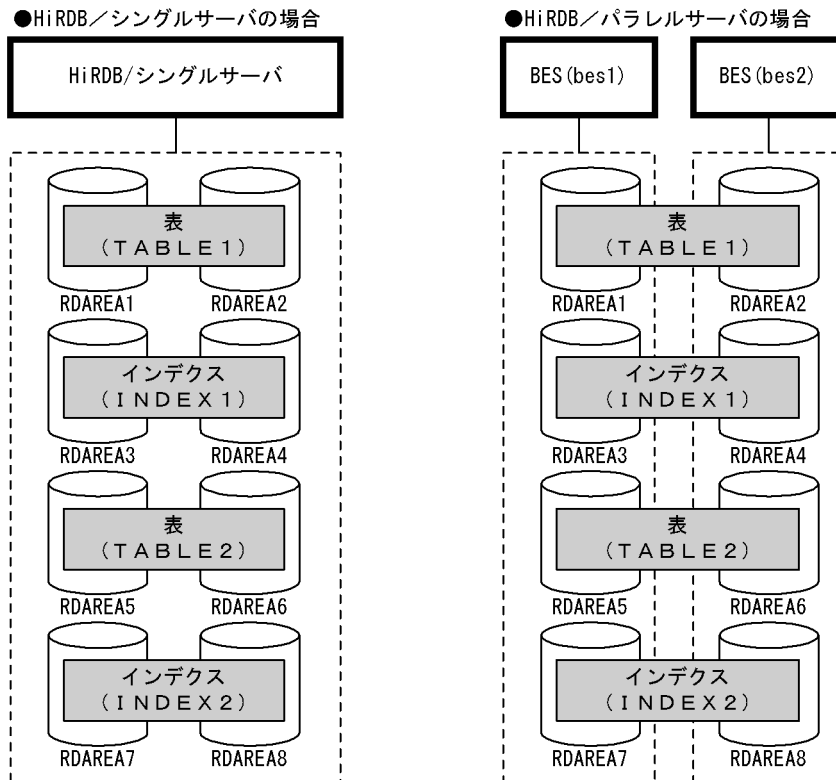 ●HiRDB／シングルサーバの場合
HiRDB/シングルサーバ
表
(ＴＡＢＬＥ１)
RDAREA1
RDAREA2
インデクス
(ＩＮＤＥＸ１)
RDAREA3
RDAREA4
表
(ＴＡＢＬＥ２)
RDAREA5
RDAREA6
インデクス
(ＩＮＤＥＸ２)
RDAREA7
RDAREA8
●HiRDB／パラレルサーバの場合
BES(bes1)
BES(bes2)
表
(ＴＡＢＬＥ１)
RDAREA1
RDAREA2
インデクス
(ＩＮＤＥＸ１)
RDAREA3
RDAREA4
表
(ＴＡＢＬＥ２)
RDAREA5
RDAREA6
インデクス
(ＩＮＤＥＸ２)
RDAREA7
RDAREA8